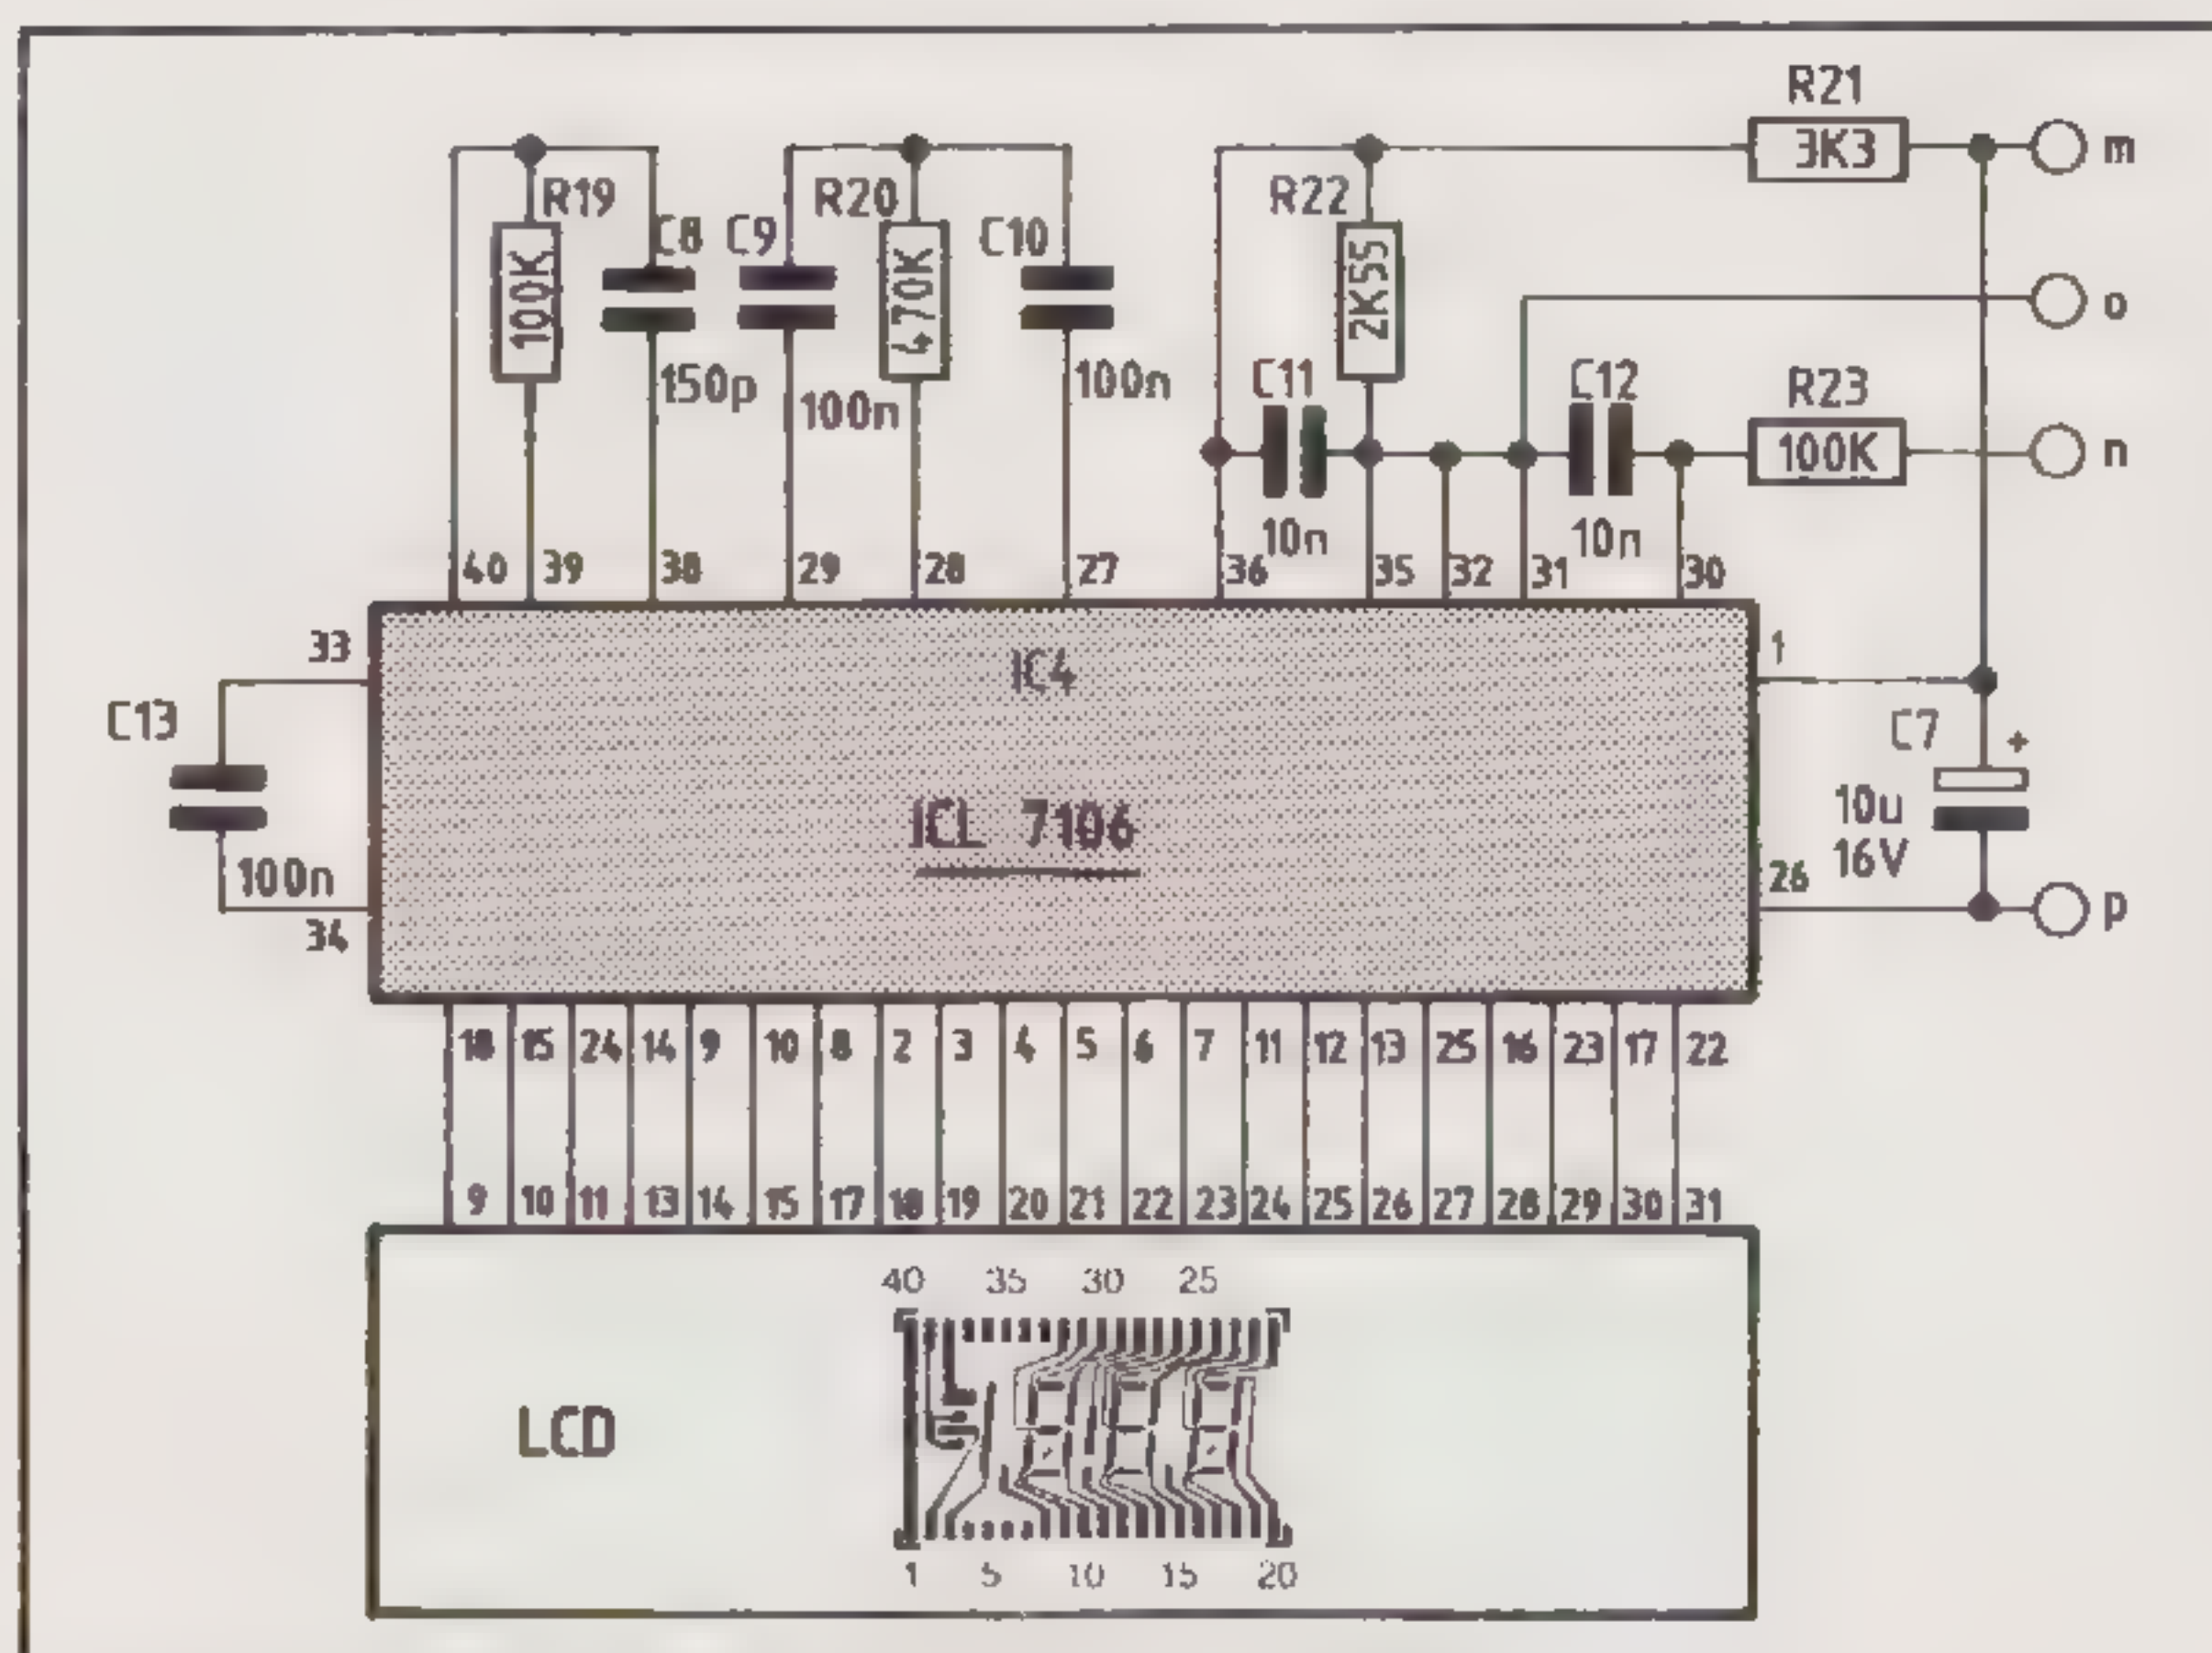 R21
3K3 m
R19 R20 R22
C8 C9 C10
100K 470K 2K55
o
150p 100n 100n C11 C12 R23
100K n
10n 10n
40 39 38 29 28 27 36 35 32 31 30
33 IC4 1
C13 C7 +
ICL 7106 10u
16V
100n 26
34 p
18 15 24 14 9 10 8 2 3 4 5 6 7 11 12 13 25 16 23 17 22
9 10 11 13 14 15 17 18 19 20 21 22 23 24 25 26 27 28 29 30 31
40 35 30 25
LCD
1 5 10 15 20